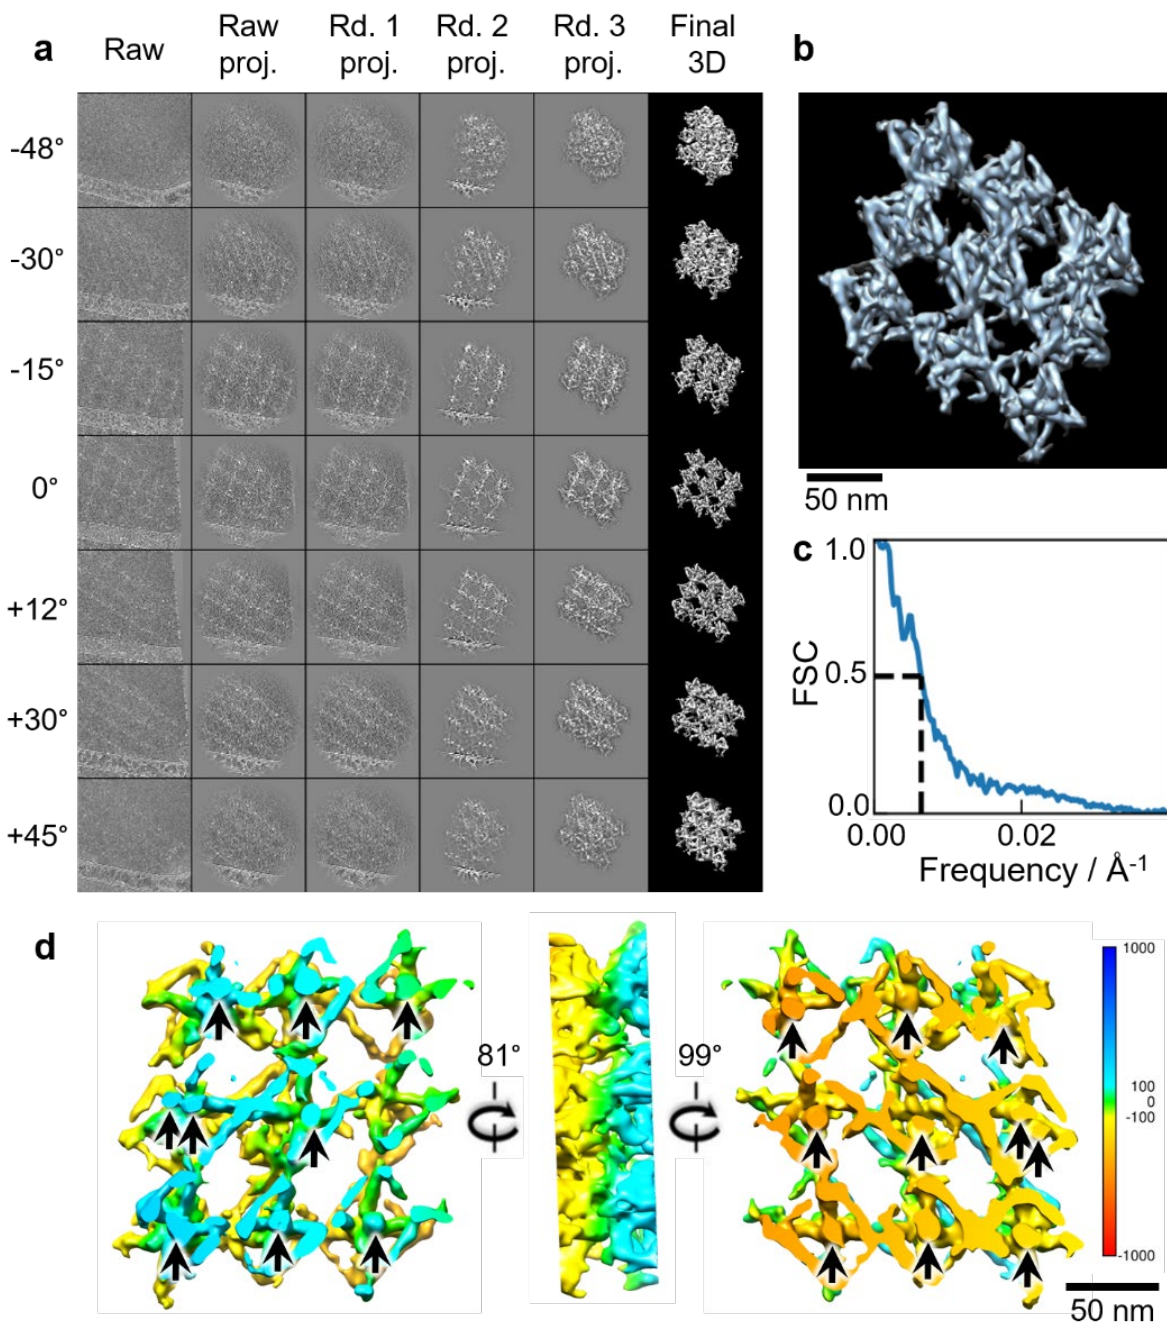 a
Raw
Raw proj.
Rd. 1 proj.
Rd. 2 proj.
Rd. 3 proj.
Final 3D
-48°
-30°
-15°
0°
+12°
+30°
+45°
b
50 nm
c
1.0
0.5
0.0
FSC
0.00
0.02
Frequency / Å-1
d
81°
99°
1000
100
0
-100
-1000
50 nm